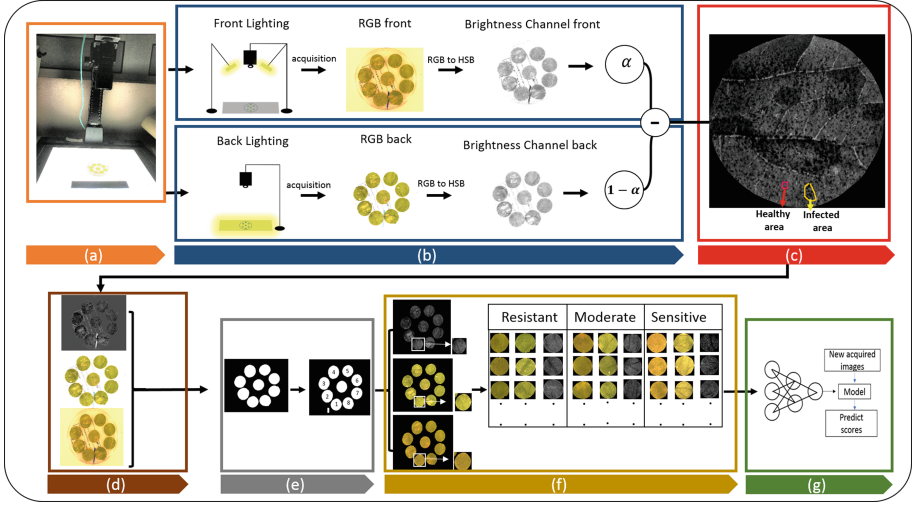 Front Lighting
RGB front
Brightness Channel front
acquisition
RGB to HSB
α
Back Lighting
RGB back
Brightness Channel back
acquisition
RGB to HSB
1 − α
−
Healthy
area
Infected
area
(a)
(b)
(c)
4 5
3 6
2 7
1 8
Resistant
Moderate
Sensitive
New acquired
images
Model
Predict
scores
(d)
(e)
(f)
(g)